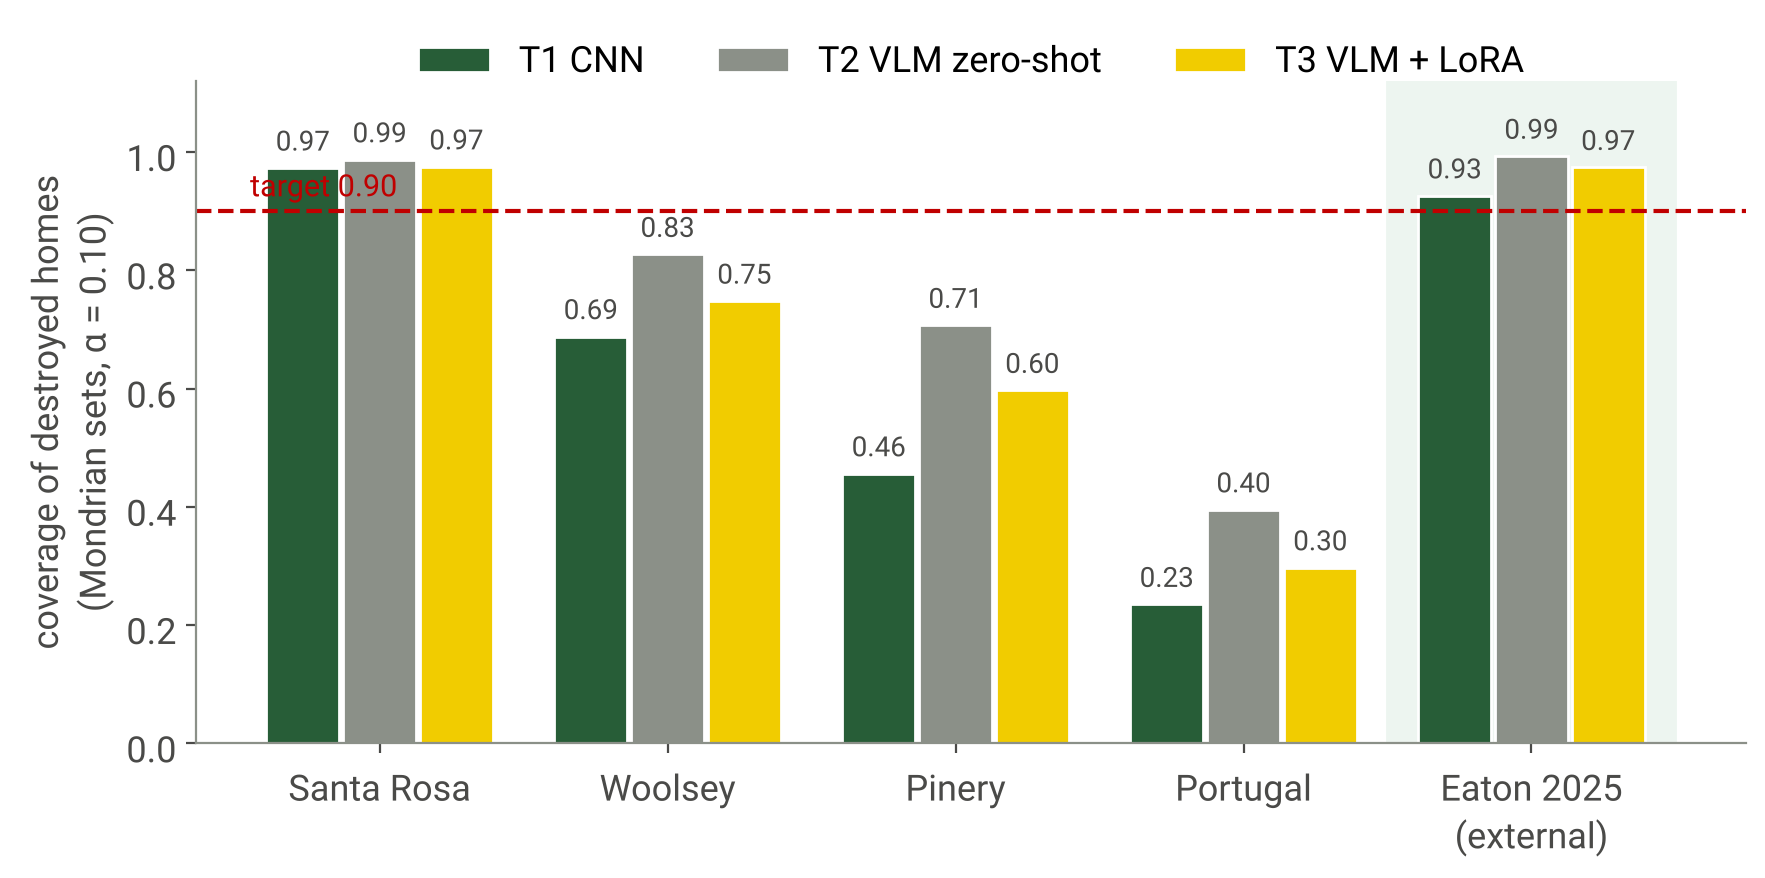 T1 CNN T2 VLM zero-shot T3 VLM + LoRA
coverage of destroyed homes
(Mondrian sets, α = 0.10)
1.0
0.8
0.6
0.4
0.2
0.0
target 0.90
0.97 0.99 0.97
0.69 0.83 0.75
0.46 0.71 0.60
0.23 0.40 0.30
0.93 0.99 0.97
Santa Rosa
Woolsey
Pinery
Portugal
Eaton 2025
(external)